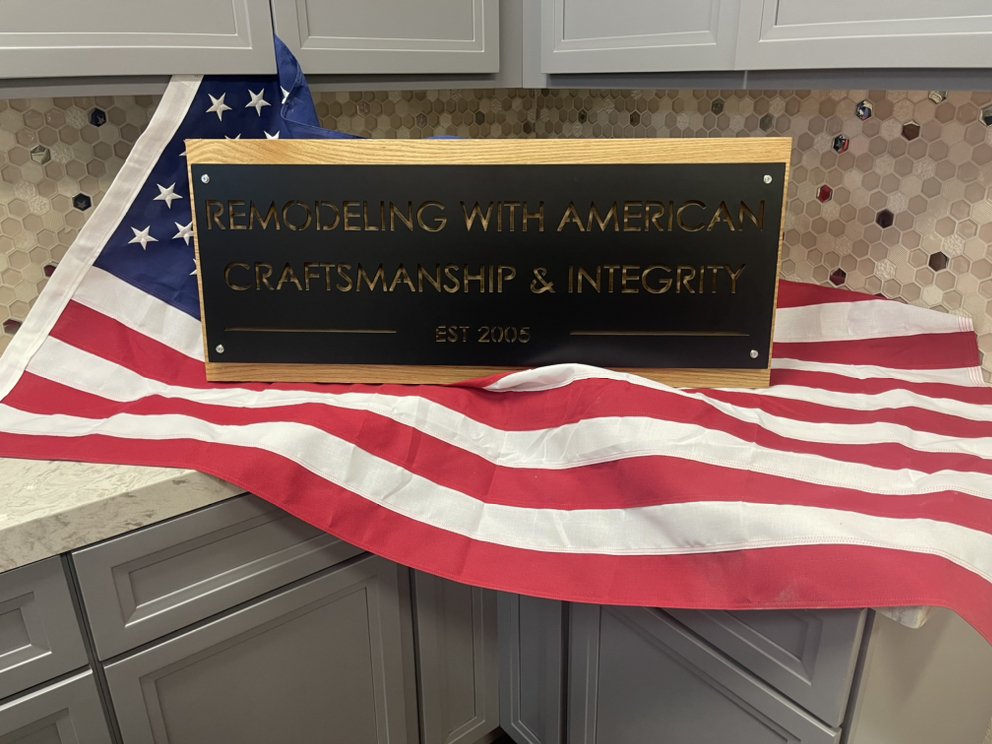 REMODELING WITH AMERICAN
CRAFTSMANSHIP & INTEGRITY
EST 2005